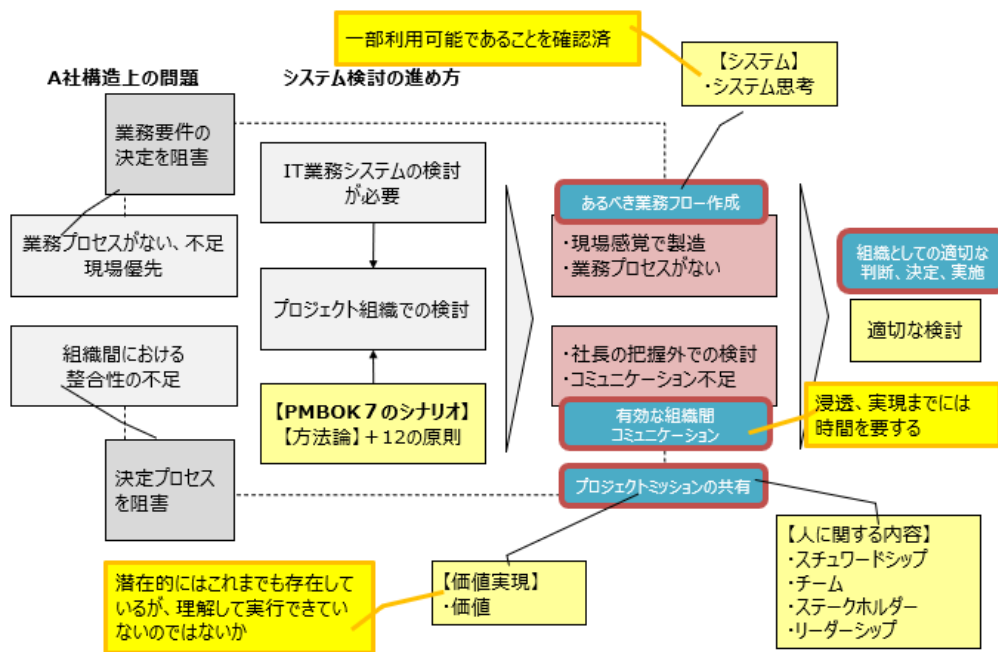 一部利用可能であることを確認済
【システム】
・システム思考
A社構造上の問題
システム検討の進め方
業務要件の
決定を阻害
業務プロセスがない、不足
現場優先
組織間における
整合性の不足
決定プロセス
を阻害
IT業務システムの検討
が必要
プロジェクト組織での検討
【PMBOK7のシナリオ】
【方法論】+12の原則
あるべき業務フロー作成
・現場感覚で製造
・業務プロセスがない
・社長の把握外での検討
・コミュニケーション不足
有効な組織間
コミュニケーション
プロジェクトミッションの共有
組織としての適切な
判断、決定、実施
適切な検討
浸透、実現までには
時間を要する
【人に関する内容】
・スチュワードシップ
・チーム
・ステークホルダー
・リーダーシップ
【価値実現】
・価値
潜在的にはこれまでも存在して
いるが、理解して実行できてい
ないのではないか